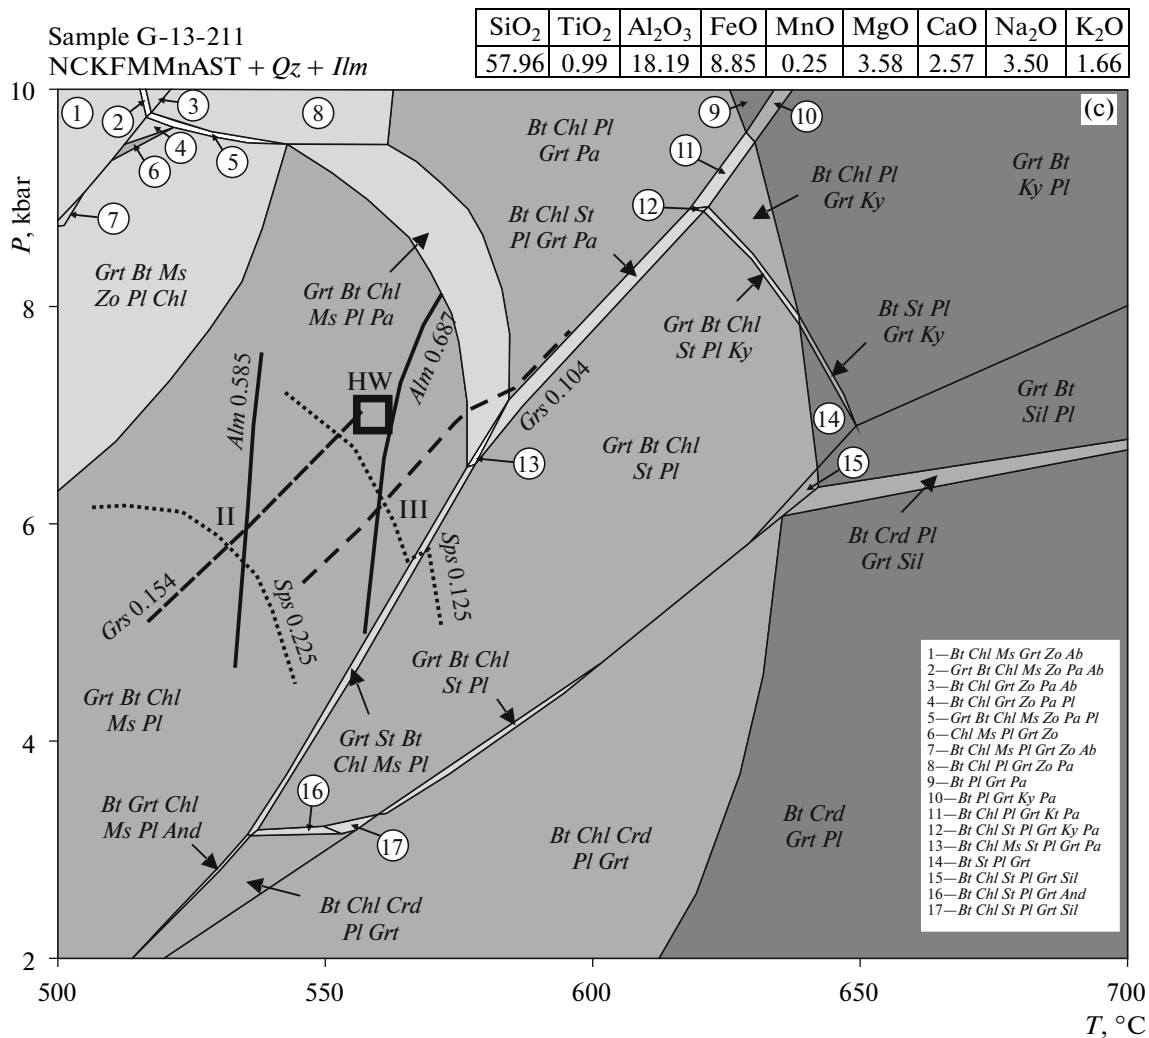 Sample G-13-211
NCKFMMnAST + Qz + Ilm
SiO2 TiO2 Al2O3 FeO MnO MgO CaO Na2O K2O
57.96 0.99 18.19 8.85 0.25 3.58 2.57 3.50 1.66
(c)
P, kbar
10
8
6
4
2
1
2
3
4
5
6
7
8
9
10
11
12
Bt Chl Pl
Grt Pa
Bt Chl St
Pl Grt Pa
Bt Chl Pl
Grt Ky
Grt Bt
Ky Pl
Grt Bt Ms
Zo Pl Chl
Grt Bt Chl
Ms Pl Pa
Grt Bt Chl
St Pl Ky
Bt St Pl
Grt Ky
Grt Bt
Sil Pl
Alm 0.585
HW
Alm 0.687
Grs 0.104
14
Grt Bt Chl
St Pl
13
15
II
III
Bt Crd Pl
Grt Sil
Grs 0.154
Sps 0.225
Sps 0.125
Grt Bt Chl
St Pl
Grt Bt Chl
Ms Pl
Grt St Bt
Chl Ms Pl
16
17
Bt Grt Chl
Ms Pl And
Bt Chl Crd
Pl Grt
Bt Chl Crd
Pl Grt
Bt Crd
Grt Pl
1—Bt Chl Ms Grt Zo Ab
2—Grt Bt Chl Ms Zo Pa Ab
3—Bt Chl Grt Zo Pa Ab
4—Bt Chl Grt Zo Pa Pl
5—Grt Bt Chl Ms Zo Pa Pl
6—Chl Ms Pl Grt Zo
7—Bt Chl Ms Pl Grt Zo Ab
8—Bt Chl Pl Grt Zo Pa
9—Bt Pl Grt Pa
10—Bt Pl Grt Ky Pa
11—Bt Chl Pl Grt Kt Pa
12—Bt Chl St Pl Grt Ky Pa
13—Bt Chl Ms St Pl Grt Pa
14—Bt St Pl Grt
15—Bt Chl St Pl Grt Sil
16—Bt Chl St Pl Grt And
17—Bt Chl St Pl Grt Sil
500 550 600 650 700
T, °C